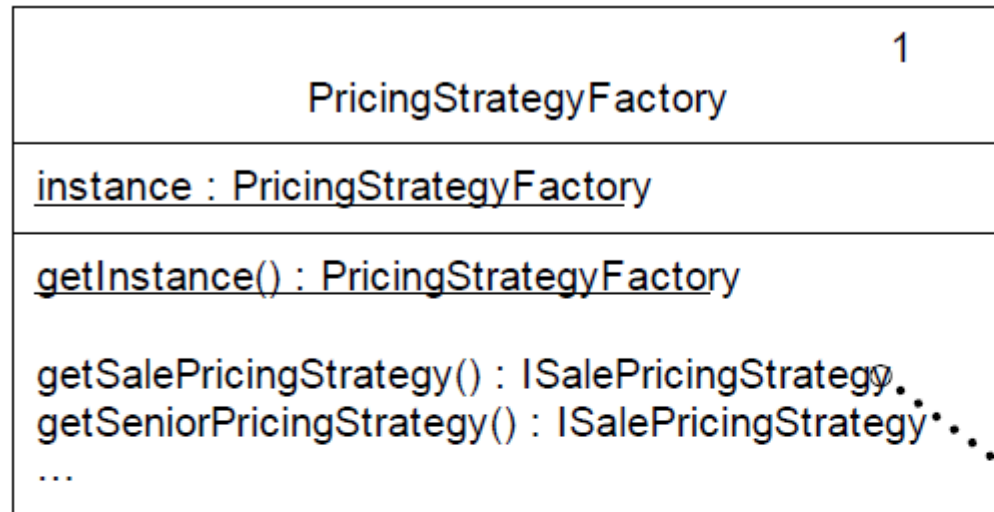 1
PricingStrategyFactory
instance : PricingStrategyFactory
getInstance() : PricingStrategyFactory
getSalePricingStrategy() : ISalePricingStrategy
getSeniorPricingStrategy() : ISalePricingStrategy
...